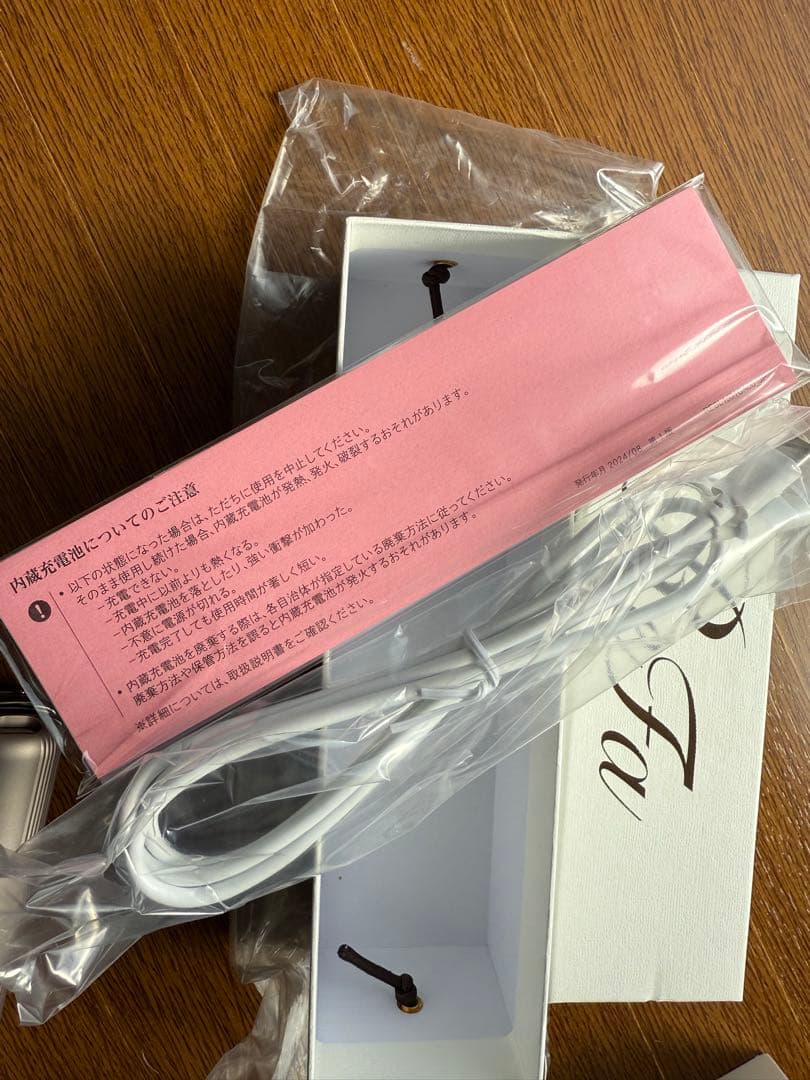 内蔵充電池についてのご注意
• 以下の状態になった場合は、ただちに使用を中止してください。
そのまま使用し続けた場合、内蔵充電池が発熱、発火、破裂するおそれがあります。
-充電できない。
-充電中に以前よりも熱くなる。
-内蔵充電池を落としたり、強い衝撃が加わった。
-不意に電源が切れる。
-充電完了しても使用時間が著しく短い。
• 内蔵充電池を廃棄する際は、各自治体が指定している廃棄方法に従ってください。
廃棄方法や保管方法を誤ると内蔵充電池が発火するおそれがあります。
※詳細については、取扱説明書をご確認ください。
発行年月 2024/08 第1版
Fa